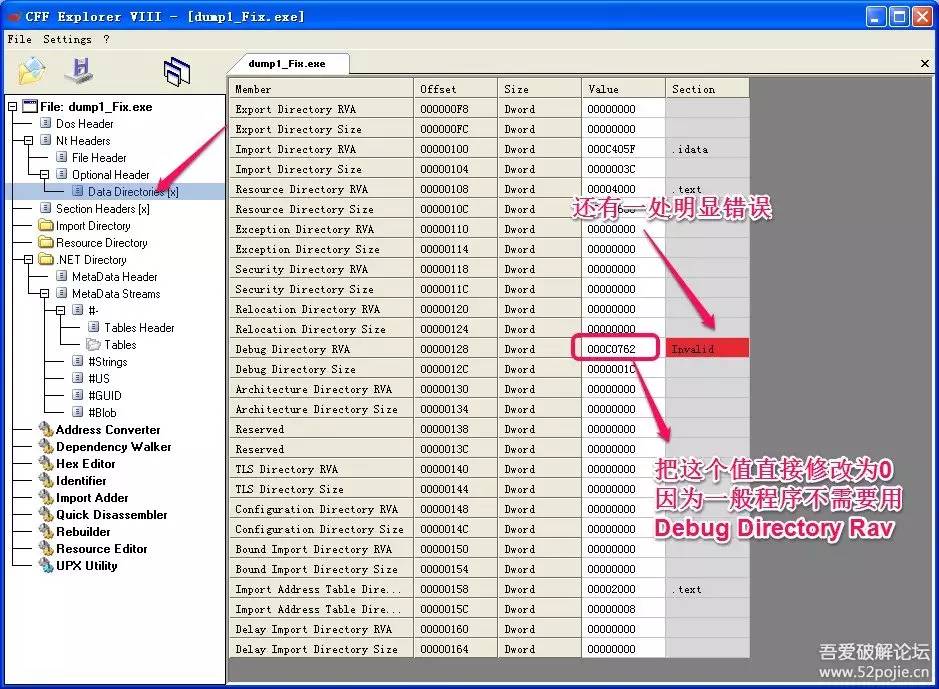 CFF Explorer VIII - [dump1_Fix.exe]
File Settings ?
dump1_Fix.exe
File: dump1_Fix.exe
Dos Header
Nt Headers
File Header
Optional Header
Data Directories [x]
Section Headers [x]
Import Directory
Resource Directory
.NET Directory
MetaData Header
MetaData Streams
#-
Tables Header
Tables
#Strings
#US
#GUID
#Blob
Address Converter
Dependency Walker
Hex Editor
Identifier
Import Adder
Quick Disassembler
Rebuilder
Resource Editor
UPX Utility
Member Offset Size Value Section
Export Directory RVA 000000F8 Dword 00000000
Export Directory Size 000000FC Dword 00000000
Import Directory RVA 00000100 Dword 000C405F .idata
Import Directory Size 00000104 Dword 0000003C
Resource Directory RVA 00000108 Dword 00004000 .text
Resource Directory Size 0000010C Dword
还有一处明显错误
Exception Directory RVA 00000110 Dword 00000000
Exception Directory Size 00000114 Dword 00000000
Security Directory RVA 00000118 Dword 00000000
Security Directory Size 0000011C Dword 00000000
Relocation Directory RVA 00000120 Dword 00000000
Relocation Directory Size 00000124 Dword 00000000
Debug Directory RVA 00000128 Dword 000C0762 Invalid
Debug Directory Size 0000012C Dword 0000001C
Architecture Directory RVA 00000130 Dword 00000000
Architecture Directory Size 00000134 Dword 00000000
Reserved 00000138 Dword 00000000
Reserved 0000013C Dword 00000000
TLS Directory RVA 00000140 Dword 00000000
TLS Directory Size 00000144 Dword 00000000
Configuration Directory RVA 00000148 Dword 00000000
Configuration Directory Size 0000014C Dword 00000000
Bound Import Directory RVA 00000150 Dword 00000000
Bound Import Directory Size 00000154 Dword 00000000
Import Address Table Dire... 00000158 Dword 00002000 .text
Import Address Table Dire... 0000015C Dword 00000008
Delay Import Directory RVA 00000160 Dword 00000000
Delay Import Directory Size 00000164 Dword 00000000
把这个值直接修改为0
因为一般程序不需要用
Debug Directory Rav
吾爱破解论坛
www.52pojie.cn